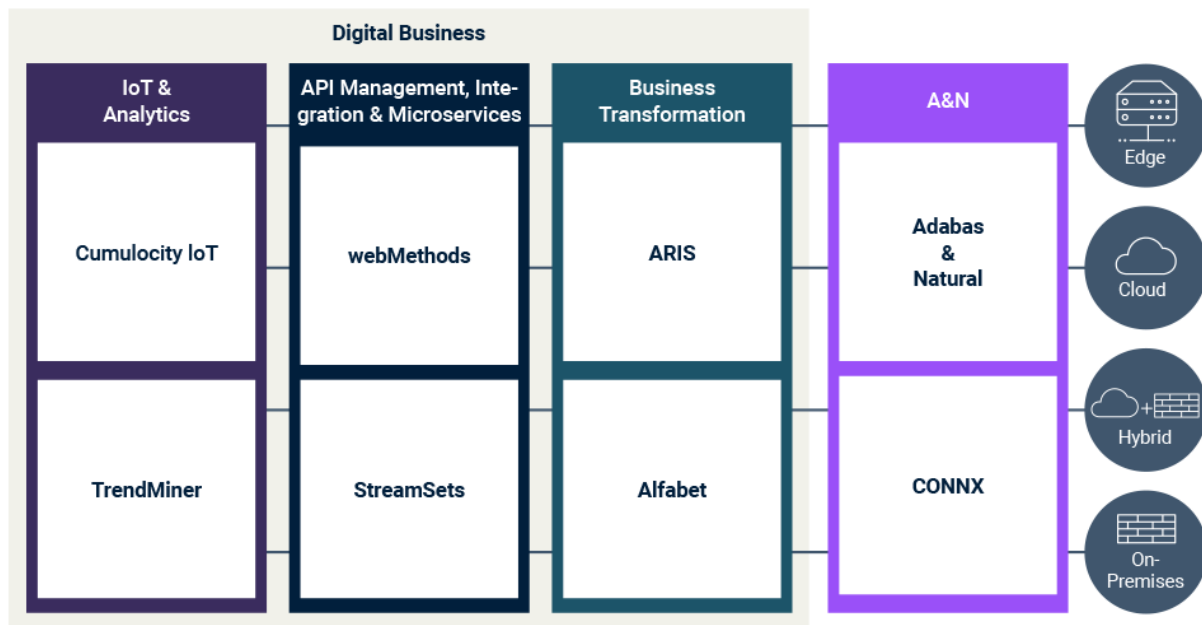 Digital Business
IoT &
Analytics
API Management, Inte-
gration & Microservices
Business
Transformation
A&N
Edge
Cumulocity loT
webMethods
ARIS
Adabas
&
Natural
Cloud
TrendMiner
StreamSets
Alfabet
CONNX
Hybrid
On-
Premises